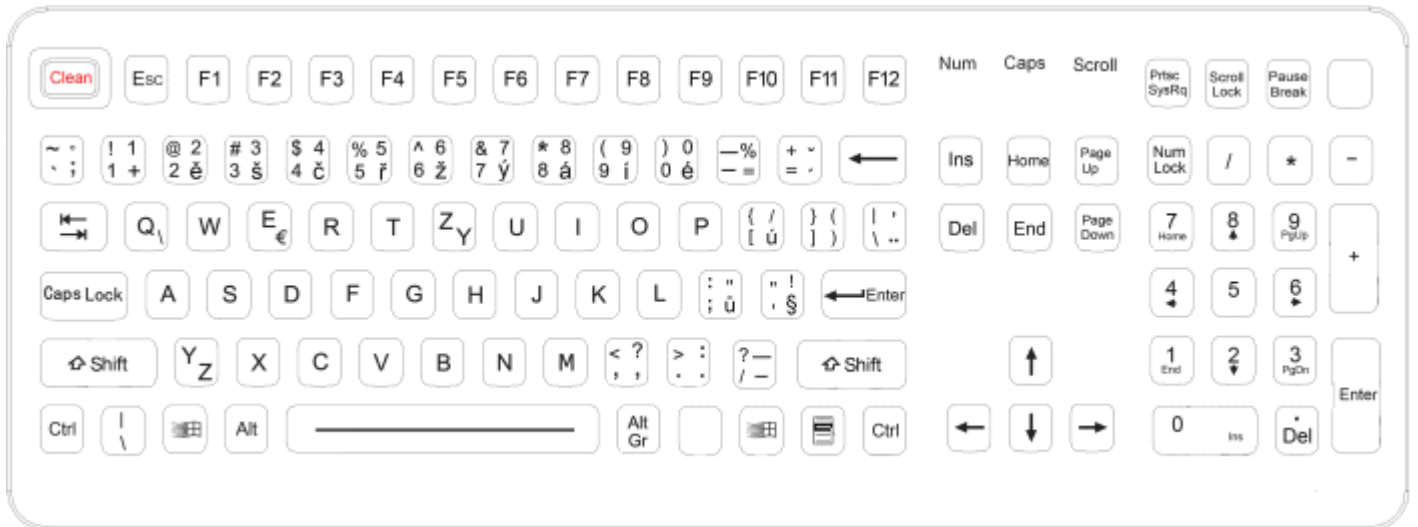 Clean Esc F1 F2 F3 F4 F5 F6 F7 F8 F9 F10 F11 F12 Num Caps Scroll Prtsc SysRq Scroll Lock Pause Break
~ ° ` ; ! 1 1 + @ 2 2 ě # 3 3 š $ 4 4 č % 5 5 ř ^ 6 6 ž & 7 7 ý * 8 8 á ( 9 9 í ) 0 0 é — % — = + ˇ = ´ Ins Home Page Up Num Lock / * -
Q \ W E € R T Z Y U I O P { / [ ú } ( ] ) | ' \ ¨ Del End Page Down 7 Home 8 9 PgUp +
Caps Lock A S D F G H J K L : " ; ů " ! ' § Enter 4 5 6
Shift Y Z X C V B N M < ? , , > : . . ? — / – Shift 1 End 2 3 PgDn Enter
Ctrl | \ Alt Alt Gr Ctrl 0 Ins . Del